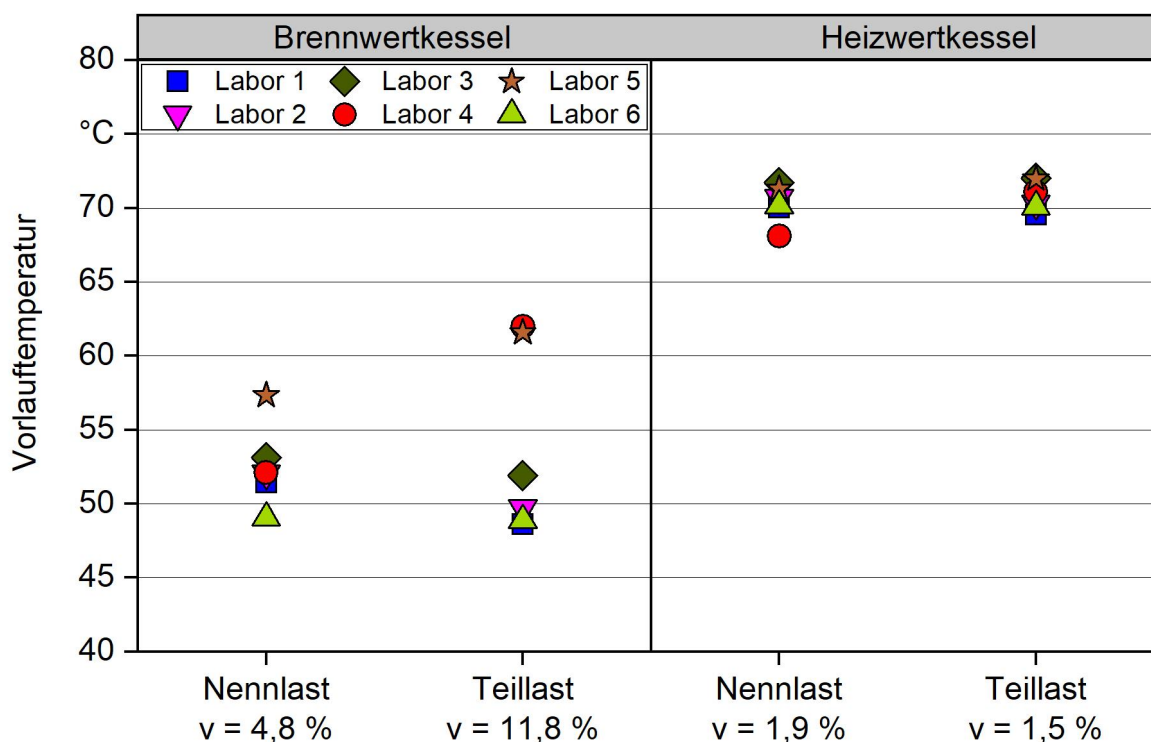 Brennwertkessel Heizwertkessel
80
Labor 1 Labor 3 Labor 5
Labor 2 Labor 4 Labor 6
°C
70
65
60
55
50
45
40
Vorlauftemperatur
Nennlast Teillast Nennlast Teillast
v = 4,8 % v = 11,8 % v = 1,9 % v = 1,5 %